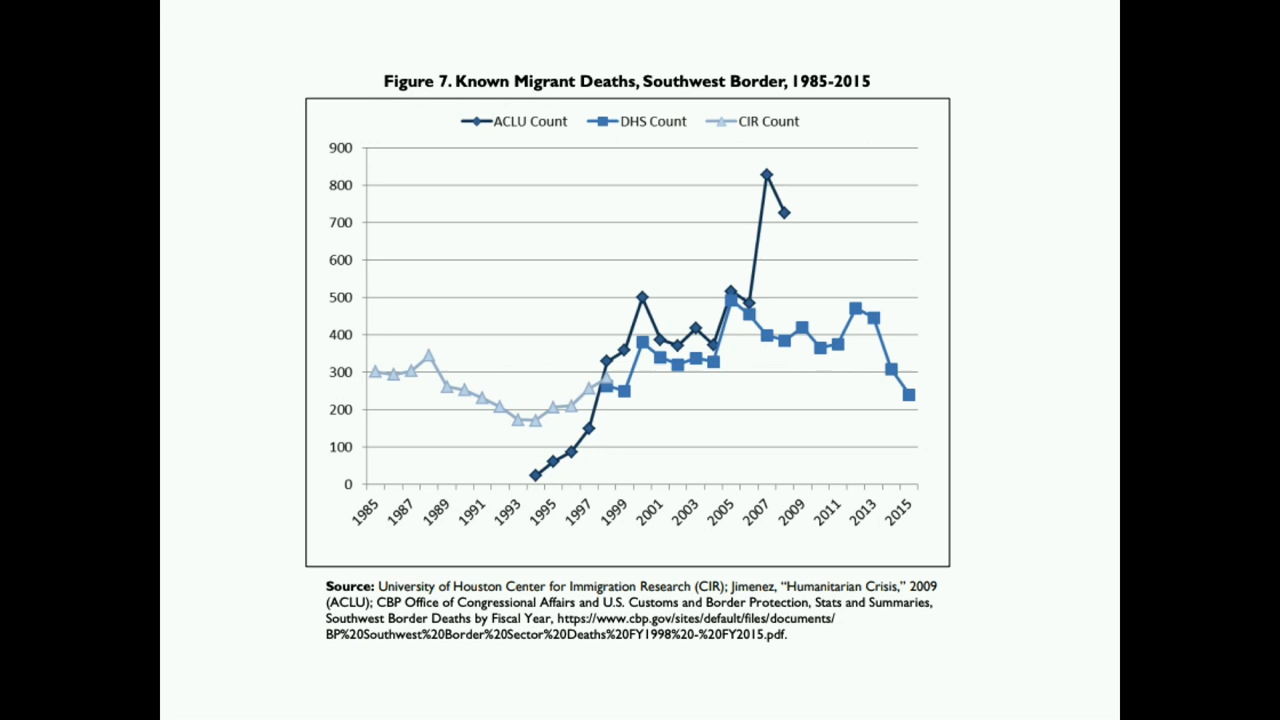 Figure 7. Known Migrant Deaths, Southwest Border, 1985-2015
ACLU Count DHS Count CIR Count
900
800
700
600
500
400
300
200
100
0
1985 1987 1989 1991 1993 1995 1997 1999 2001 2003 2005 2007 2009 2011 2013 2015
Source: University of Houston Center for Immigration Research (CIR); Jimenez, “Humanitarian Crisis,” 2009
(ACLU); CBP Office of Congressional Affairs and U.S. Customs and Border Protection, Stats and Summaries,
Southwest Border Deaths by Fiscal Year, https://www.cbp.gov/sites/default/files/documents/
BP%20Southwest%20Border%20Sector%20Deaths%20FY1998%20-%20FY2015.pdf.